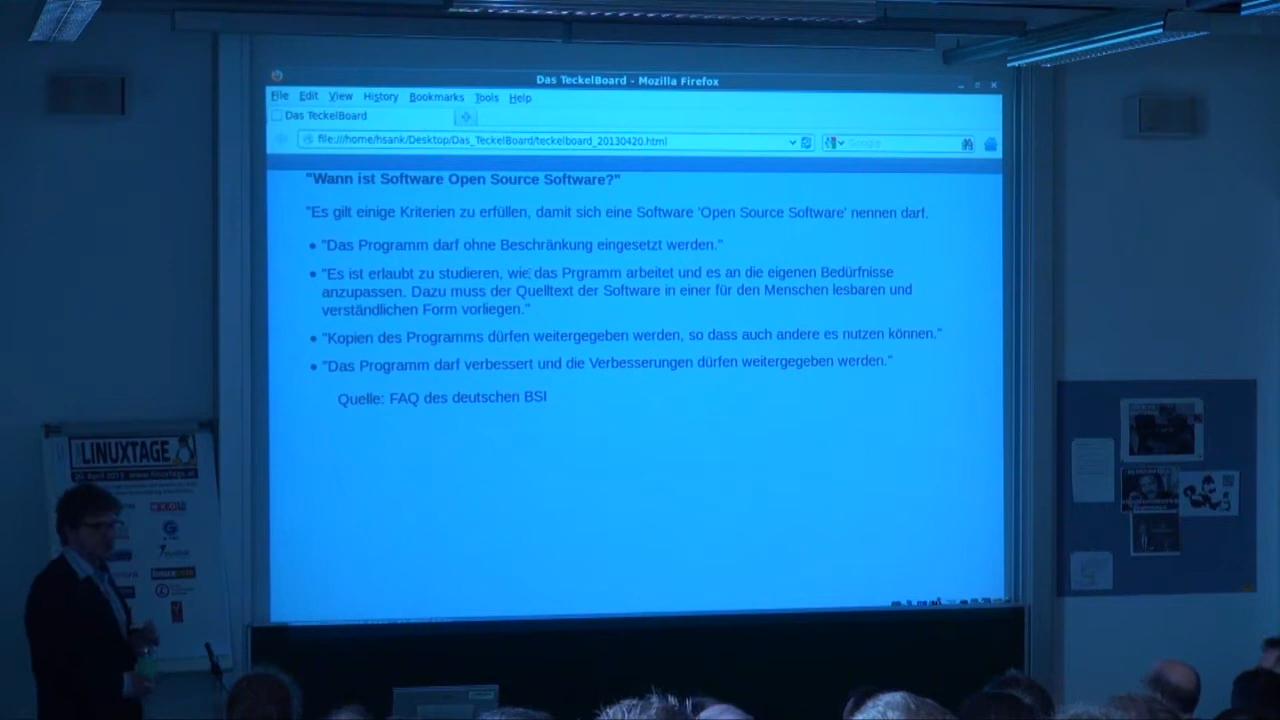 Das TeckelBoard - Mozilla Firefox
File Edit View History Bookmarks Tools Help
Das TeckelBoard
file:///home/hsank/Desktop/Das_TeckelBoard/teckelboard_20130420.html
Google
"Wann ist Software Open Source Software?"
"Es gilt einige Kriterien zu erfüllen, damit sich eine Software 'Open Source Software' nennen darf.
• "Das Programm darf ohne Beschränkung eingesetzt werden."
• "Es ist erlaubt zu studieren, wie das Prgramm arbeitet und es an die eigenen Bedürfnisse
anzupassen. Dazu muss der Quelltext der Software in einer für den Menschen lesbaren und
verständlichen Form vorliegen."
• "Kopien des Programms dürfen weitergegeben werden, so dass auch andere es nutzen können."
• "Das Programm darf verbessert und die Verbesserungen dürfen weitergegeben werden."
Quelle: FAQ des deutschen BSI
LINUXTAGE